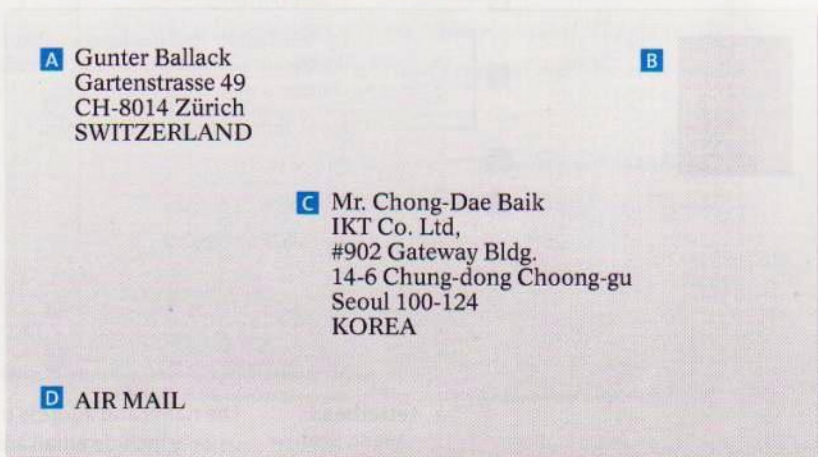 A Gunter Ballack
Gartenstrasse 49
CH-8014 Zürich
SWITZERLAND
B
C Mr. Chong-Dae Baik
IKT Co. Ltd,
#902 Gateway Bldg.
14-6 Chung-dong Choong-gu
Seoul 100-124
KOREA
D AIR MAIL